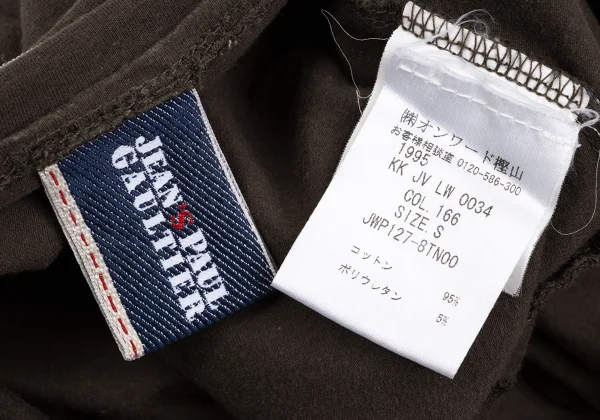 JEAN'S PAUL
GAULTIER
(株)オンワード樫山
お客様相談室 0120-586-300
1995
KK JV LW 0034
COL 166
SIZE. S
JWP127-8TN00
コットン 95%
ポリウレタン 5%